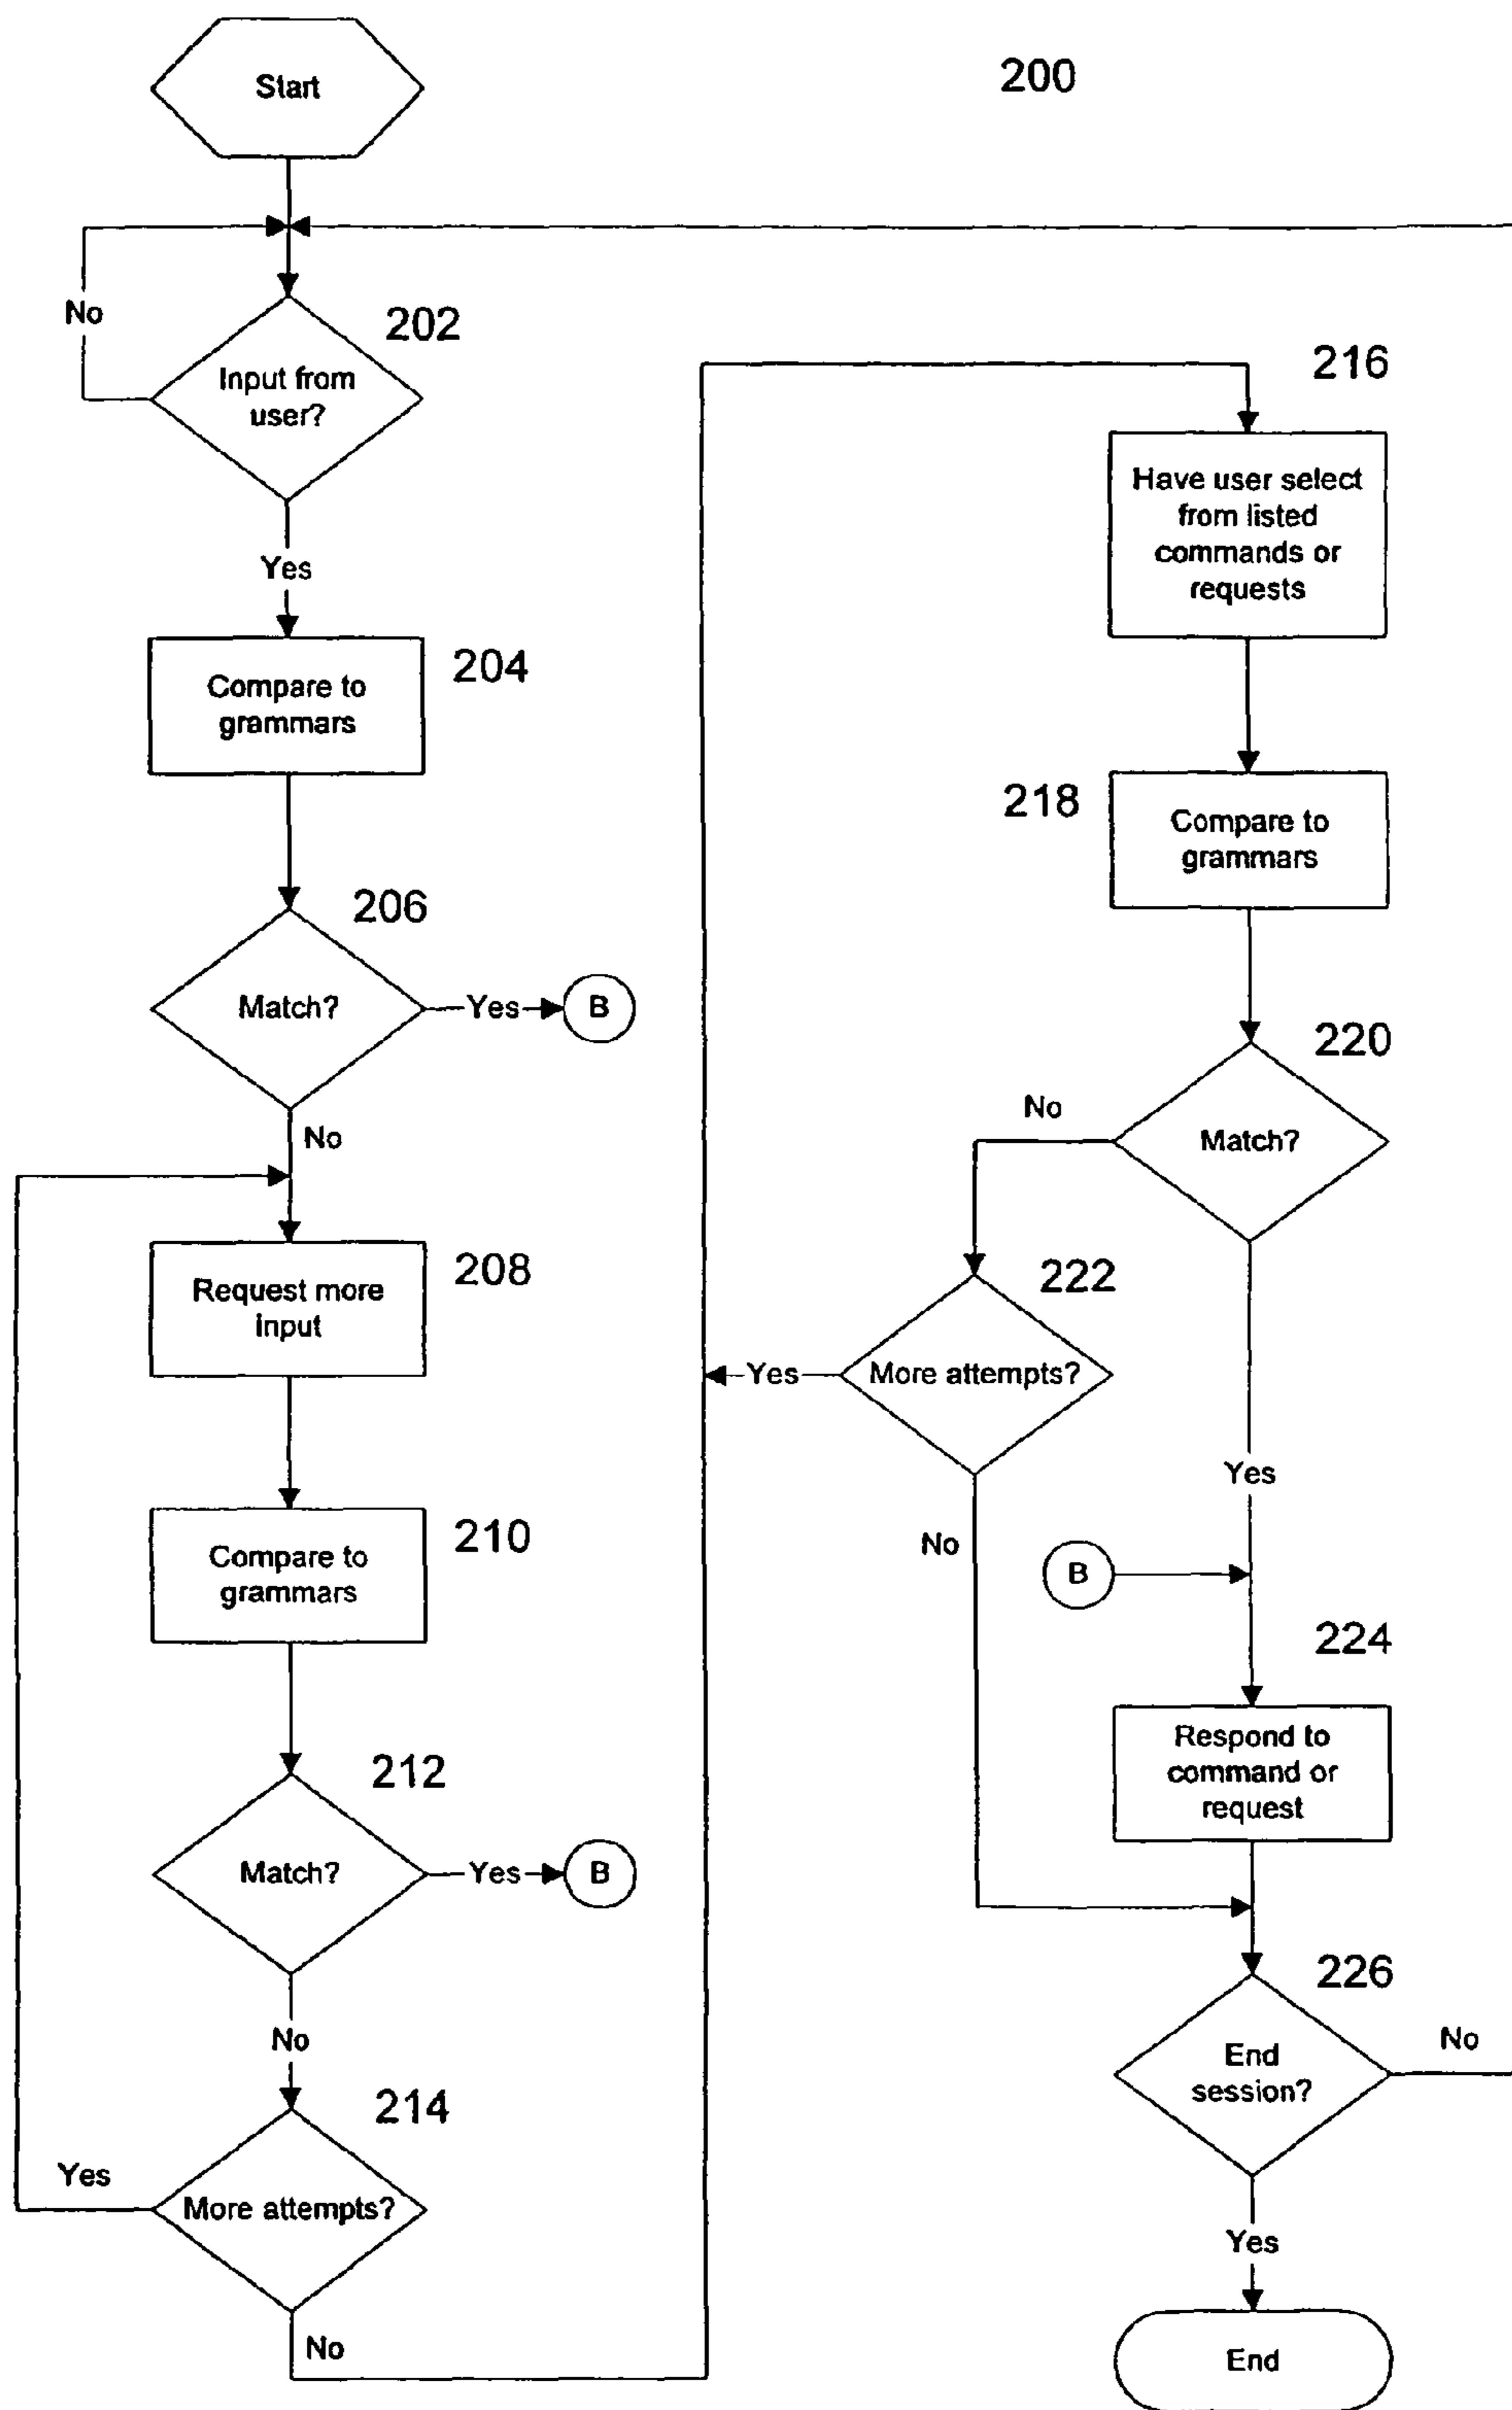 Start
200
No
202
Input from
user?
Yes
204
Compare to
grammars
206
Match?
Yes
B
No
208
Request more
input
210
Compare to
grammars
212
Match?
Yes
B
No
214
Yes
More attempts?
No
216
Have user select
from listed
commands or
requests
218
Compare to
grammars
220
No
Match?
222
Yes
More attempts?
Yes
No
B
224
Respond to
command or
request
226
End
session?
No
Yes
End